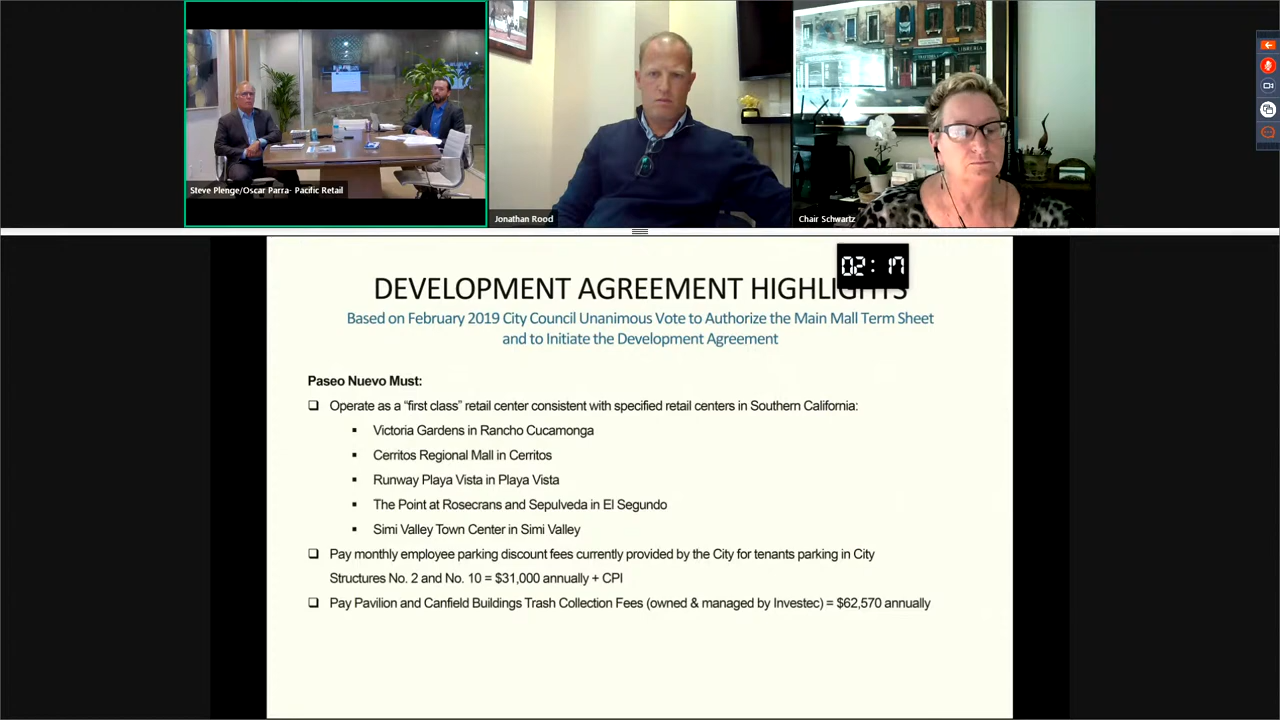 LIBRERIA
Steve Plenge/Oscar Parra- Pacific Retail
Jonathan Rood
Chair Schwartz
02:17
DEVELOPMENT AGREEMENT HIGHLIGHTS
Based on February 2019 City Council Unanimous Vote to Authorize the Main Mall Term Sheet
and to Initiate the Development Agreement
Paseo Nuevo Must:
❑ Operate as a “first class” retail center consistent with specified retail centers in Southern California:
▪ Victoria Gardens in Rancho Cucamonga
▪ Cerritos Regional Mall in Cerritos
▪ Runway Playa Vista in Playa Vista
▪ The Point at Rosecrans and Sepulveda in El Segundo
▪ Simi Valley Town Center in Simi Valley
❑ Pay monthly employee parking discount fees currently provided by the City for tenants parking in City
Structures No. 2 and No. 10 = $31,000 annually + CPI
❑ Pay Pavilion and Canfield Buildings Trash Collection Fees (owned & managed by Investec) = $62,570 annually